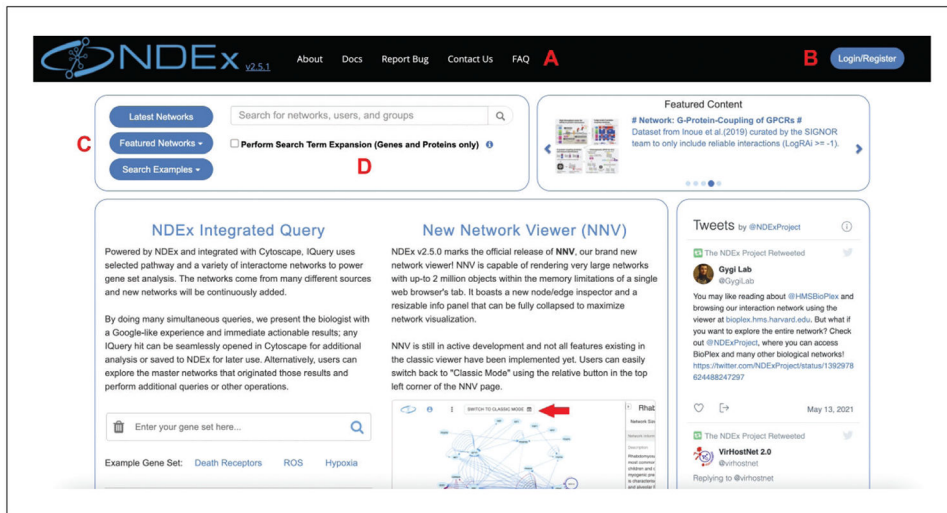 NDEx v2.5.1
About Docs Report Bug Contact Us FAQ A B Login/Register
C
Latest Networks
Featured Networks
Search Examples
Search for networks, users, and groups
Perform Search Term Expansion (Genes and Proteins only)
D
Featured Content
# Network: G-Protein-Coupling of GPCRs #
Dataset from Inoue et al.(2019) curated by the SIGNOR
team to only include reliable interactions (LogRAi >= -1).
NDEx Integrated Query
Powered by NDEx and integrated with Cytoscape, IQuery uses
selected pathway and a variety of interactome networks to power
gene set analysis. The networks come from many different sources
and new networks will be continuously added.
By doing many simultaneous queries, we present the biologist with
a Google-like experience and immediate actionable results; any
IQuery hit can be seamlessly opened in Cytoscape for additional
analysis or saved to NDEx for later use. Alternatively, users can
explore the master networks that originated those results and
perform additional queries or other operations.
Enter your gene set here...
Example Gene Set: Death Receptors ROS Hypoxia
New Network Viewer (NNV)
NDEx v2.5.0 marks the official release of NNV, our brand new
network viewer! NNV is capable of rendering very large networks
with up-to 2 million objects within the memory limitations of a single
web browser's tab. It boasts a new node/edge inspector and a
resizable info panel that can be fully collapsed to maximize
network visualization.
NNV is still in active development and not all features existing in
the classic viewer have been implemented yet. Users can easily
switch back to "Classic Mode" using the relative button in the top
left corner of the NNV page.
SWITCH TO CLASSIC MODE
Rhab
Network Siz
Description
Tweets by @NDExProject
The NDEx Project Retweeted
Gygi Lab
@GygiLab
You may like reading about @HMSBioPlex and
browsing our interaction network using the
viewer at bioplex.hms.harvard.edu. But what if
you want to explore the entire network? Check
out @NDExProject, where you can access
BioPlex and many other biological networks!
https://twitter.com/NDExProject/status/1392978
624488247297
May 13, 2021
The NDEx Project Retweeted
VirHostNet 2.0
@virhostnet
Replying to @virhostnet